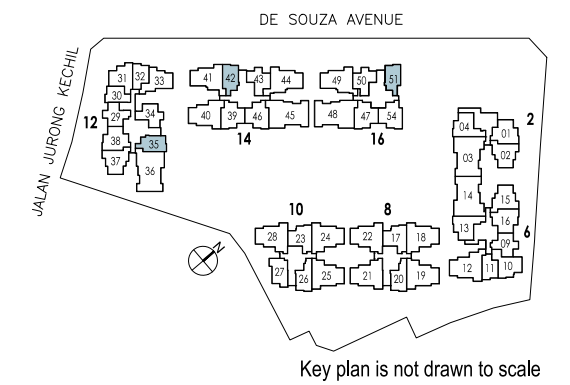 DE SOUZA AVENUE
JALAN JURONG KECHIL
31 32 33 41 42 43 44 49 50 51
30
29 34 40 39 46 45 48 47 54
12 14 16
38 35
37 36
04 01 2
03 02
14 15
13 16
09 6
12 11 10
10 8
28 23 24 22 17 18
27 26 25 21 20 19
N
Key plan is not drawn to scale